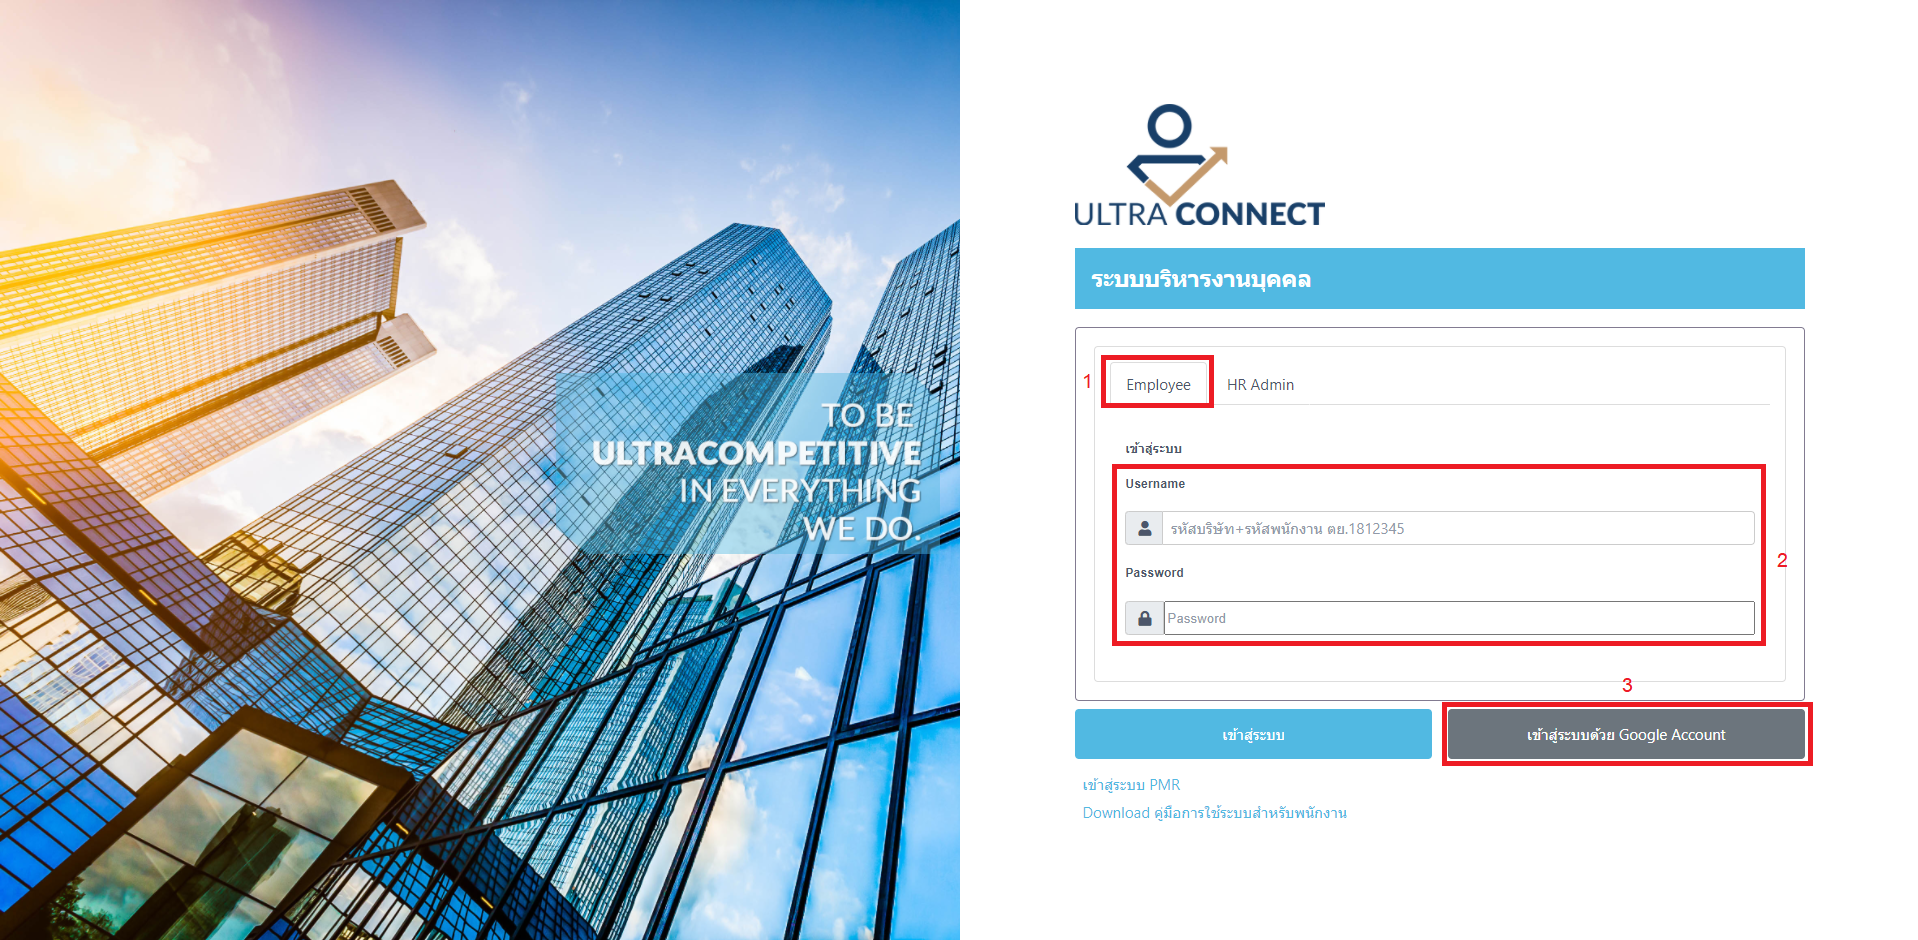 TO BE
ULTRACOMPETITIVE
IN EVERYTHING
WE DO.
ULTRA CONNECT
ระบบบริหารงานบุคคล
1
Employee
HR Admin
เข้าสู่ระบบ
Username
รหัสบริษัท+รหัสพนักงาน ตย.1812345
2
Password
Password
3
เข้าสู่ระบบ
เข้าสู่ระบบด้วย Google Account
เข้าสู่ระบบ PMR
Download คู่มือการใช้ระบบสำหรับพนักงาน